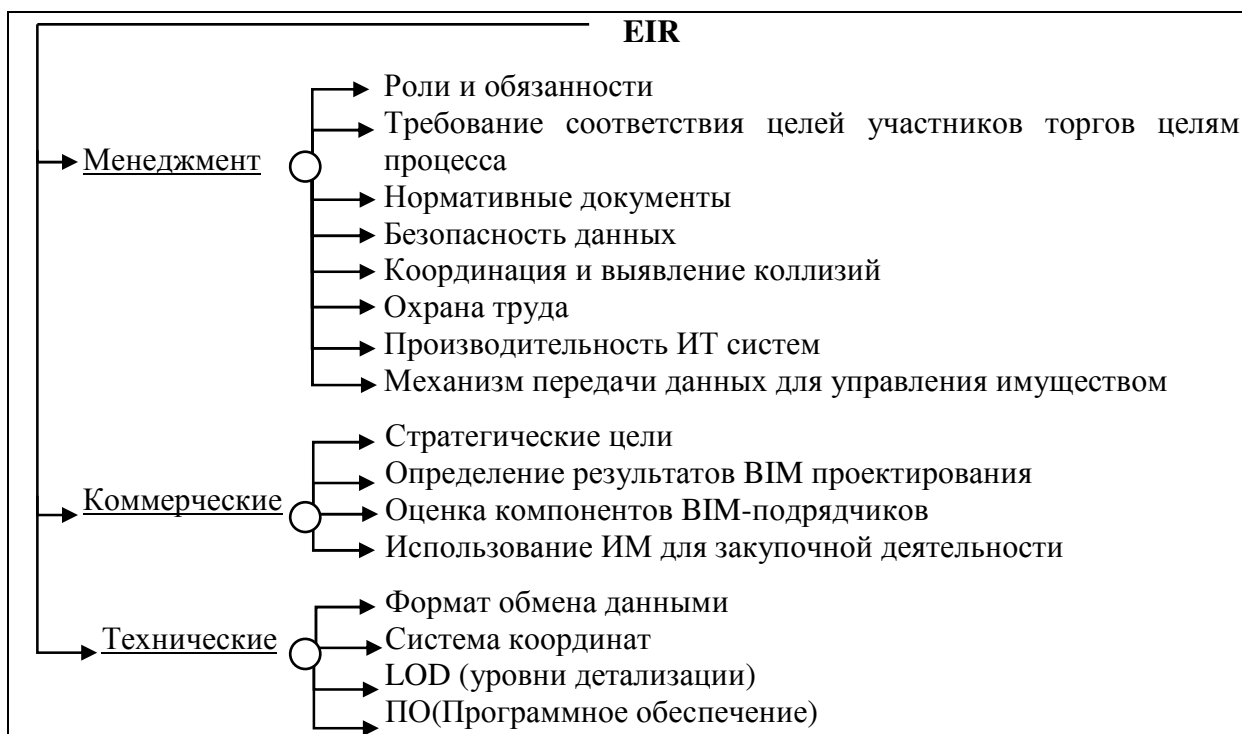 EIR
Роли и обязанности
Требование соответствия целей участников торгов целям
процесса
Менеджмент
Нормативные документы
Безопасность данных
Координация и выявление коллизий
Охрана труда
Производительность ИТ систем
Механизм передачи данных для управления имуществом
Стратегические цели
Определение результатов BIM проектирования
Коммерческие
Оценка компонентов BIM-подрядчиков
Использование ИМ для закупочной деятельности
Формат обмена данными
Технические
Система координат
LOD (уровни детализации)
ПО(Программное обеспечение)